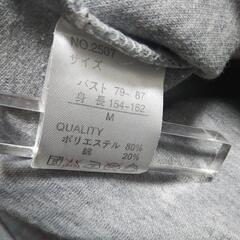 NO.2501
サイズ
バスト 79~87
身長 154~162
M
QUALITY
ポリエステル 80%
綿 20%